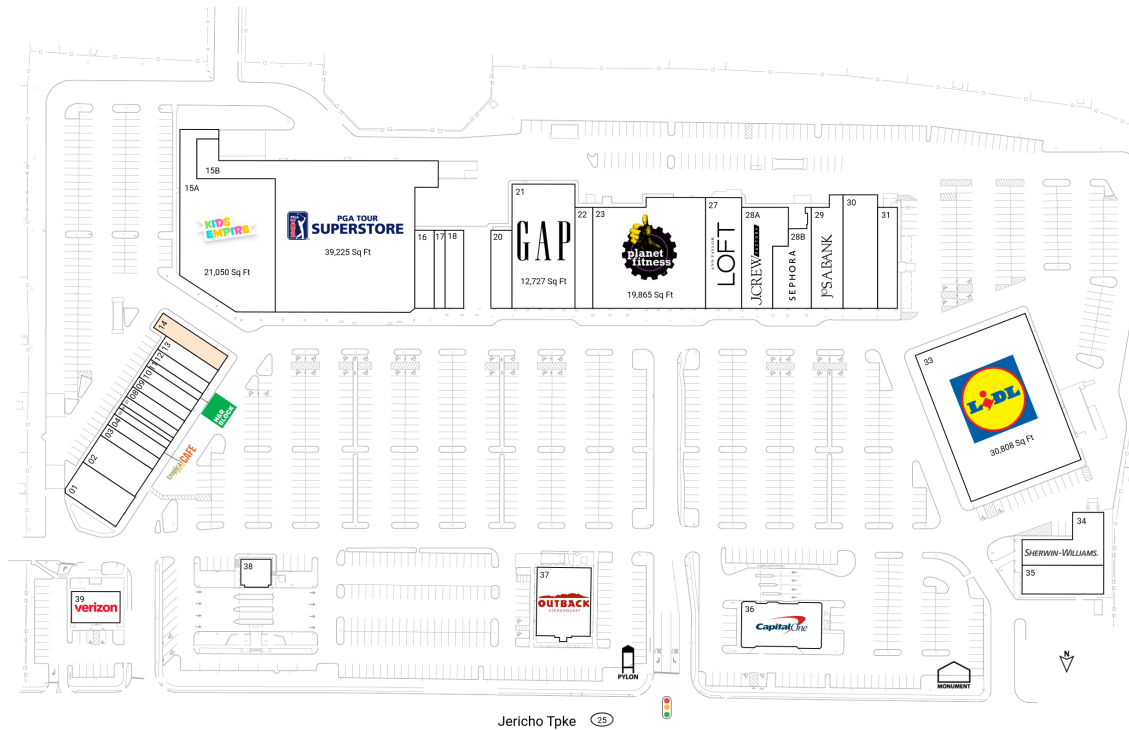 15B
15A
KIDS
EMPIRE
21,050 Sq Ft
PGA TOUR
SUPERSTORE
39,225 Sq Ft
16
17
18
20
21
GAP
12,727 Sq Ft
22
23
planet
fitness
19,865 Sq Ft
27
ANN TAYLOR
LOFT
28A
J.CREW
28B
SEPHORA
29
JOS.A.BANK
30
31
14
13
12
10
09
08
04
03
02
01
H&R
BLOCK
tropical
CAFE
33
LIDL
30,808 Sq Ft
34
SHERWIN-WILLIAMS.
35
39
verizon
38
37
OUTBACK
STEAKHOUSE
36
Capital One
PYLON
MONUMENT
N
Jericho Tpke
25